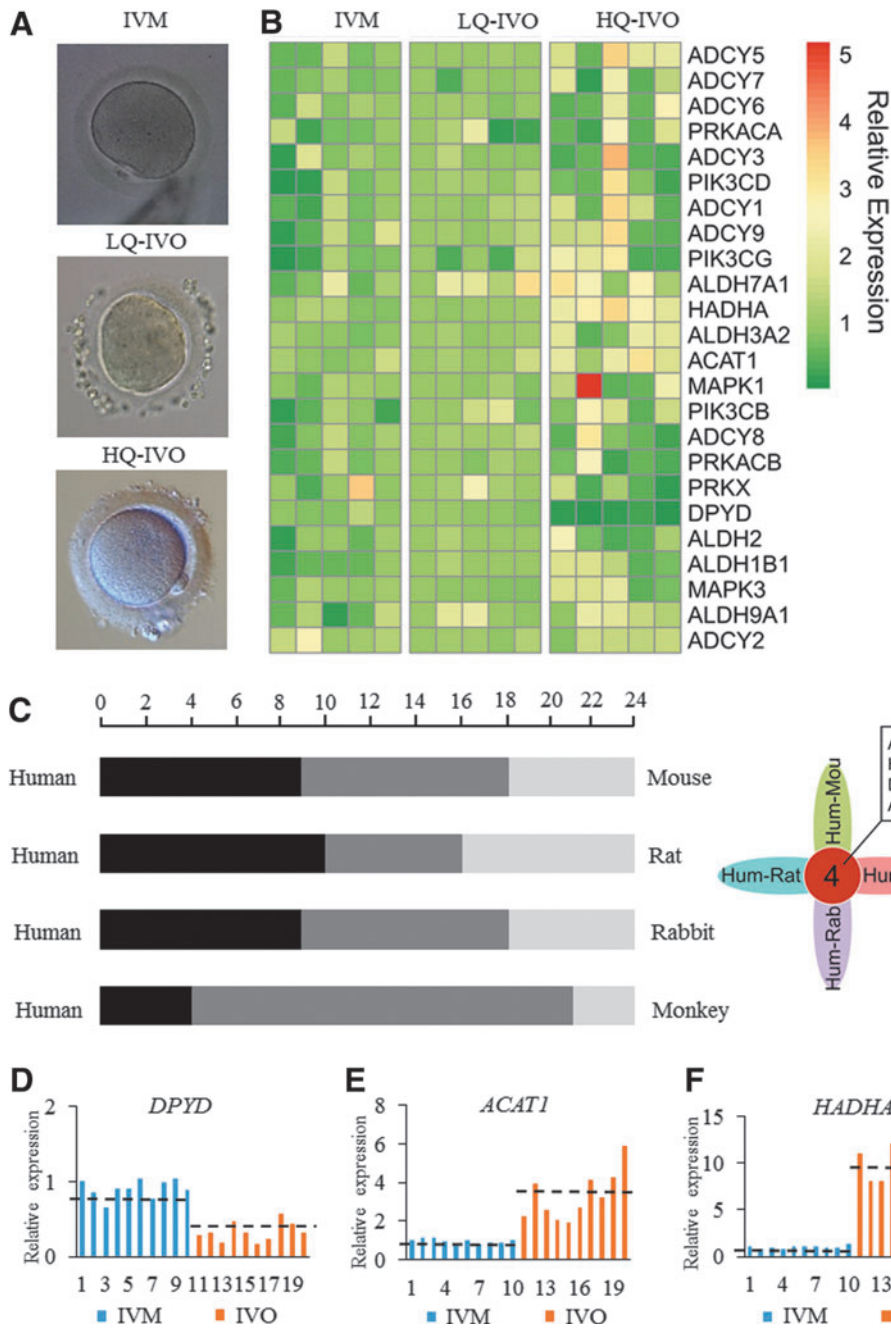 A
IVM
LQ-IVO
HQ-IVO
B
IVM LQ-IVO HQ-IVO
ADCY5
ADCY7
ADCY6
PRKACA
ADCY3
PIK3CD
ADCY1
ADCY9
PIK3CG
ALDH7A1
HADHA
ALDH3A2
ACAT1
MAPK1
PIK3CB
ADCY8
PRKACB
PRKX
DPYD
ALDH2
ALDH1B1
MAPK3
ALDH9A1
ADCY2
5
4
3
2
1
Relative Expression
C
0 2 4 6 8 10 12 14 16 18 22 24
Human Mouse
Human Rat
Human Rabbit
Human Monkey
Hum-Mou
Hum-Rat
4
Hum-Rab
D
DPYD
Relative expression
2
1
0
1 3 5 7 9 11 13 15 17 19
IVM IVO
E
ACAT1
Relative expression
8
6
4
2
0
1 4 7 10 13 16 19
IVM IVO
F
HADHA
Relative expression
15
10
5
0
1 4 7 10 13
IVM